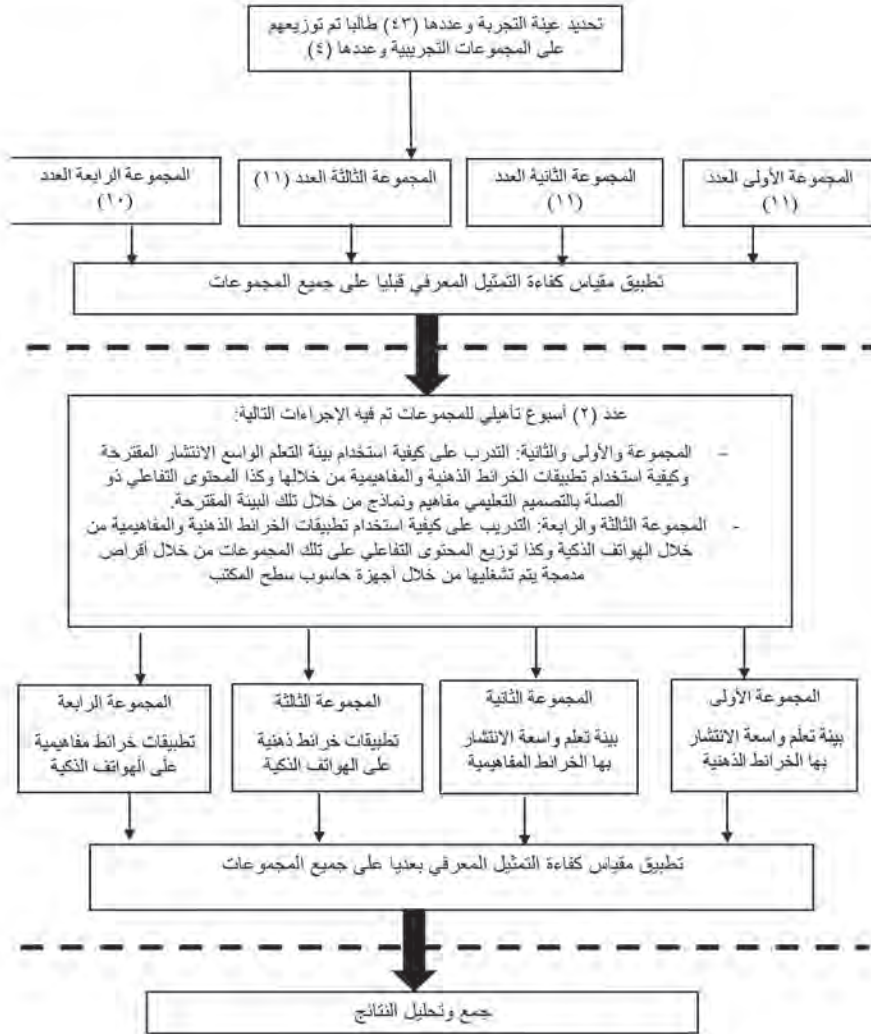 تحديد عينة التجربة وعددها (٤٣) طالبا تم توزيعهم
على المجموعات التجريبية وعددها (٤)
المجموعة الأولى العدد
(١١)
المجموعة الثانية العدد
(١١)
المجموعة الثالثة العدد (١١)
المجموعة الرابعة العدد
(١٠)
تطبيق مقياس كفاءة التمثيل المعرفي قبليا على جميع المجموعات
عدد (٢) أسبوع تأهيلي للمجموعات تم فيه الإجراءات التالية:
- المجموعة والأولى والثانية: التدرب على كيفية استخدام بيئة التعلم الواسع الانتشار المقترحة
وكيفية استخدام تطبيقات الخرائط الذهنية والمفاهيمية من خلالها وكذا المحتوى التفاعلي ذو
الصلة بالتصميم التعليمي مفاهيم ونماذج من خلال تلك البيئة المقترحة.
- المجموعة الثالثة والرابعة: التدريب على كيفية استخدام تطبيقات الخرائط الذهنية والمفاهيمية من
خلال الهواتف الذكية وكذا توزيع المحتوى التفاعلي على تلك المجموعات من خلال أقراص
مدمجة يتم تشغليها من خلال أجهزة حاسوب سطح المكتب
المجموعة الأولى
بيئة تعلم واسعة الانتشار
بها الخرائط الذهنية
المجموعة الثانية
بيئة تعلم واسعة الانتشار
بها الخرائط المفاهيمية
المجموعة الثالثة
تطبيقات خرائط ذهنية
على الهواتف الذكية
المجموعة الرابعة
تطبيقات خرائط مفاهيمية
على الهواتف الذكية
تطبيق مقياس كفاءة التمثيل المعرفي بعديا على جميع المجموعات
جمع وتحليل النتائج